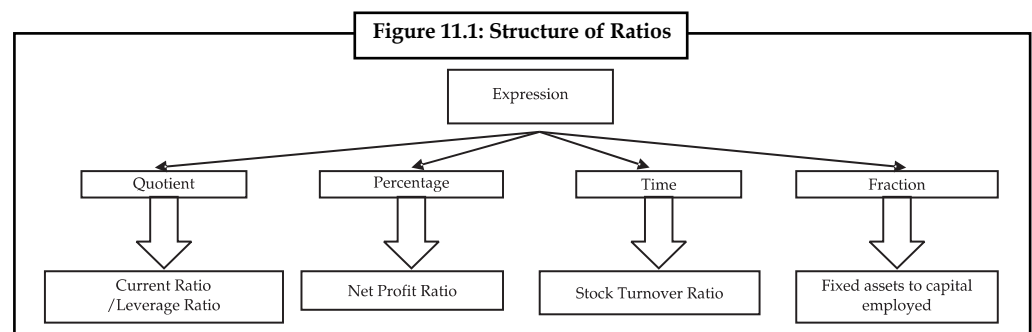 Figure 11.1: Structure of Ratios
Expression
Quotient
Percentage
Time
Fraction
Current Ratio
/Leverage Ratio
Net Profit Ratio
Stock Turnover Ratio
Fixed assets to capital
employed